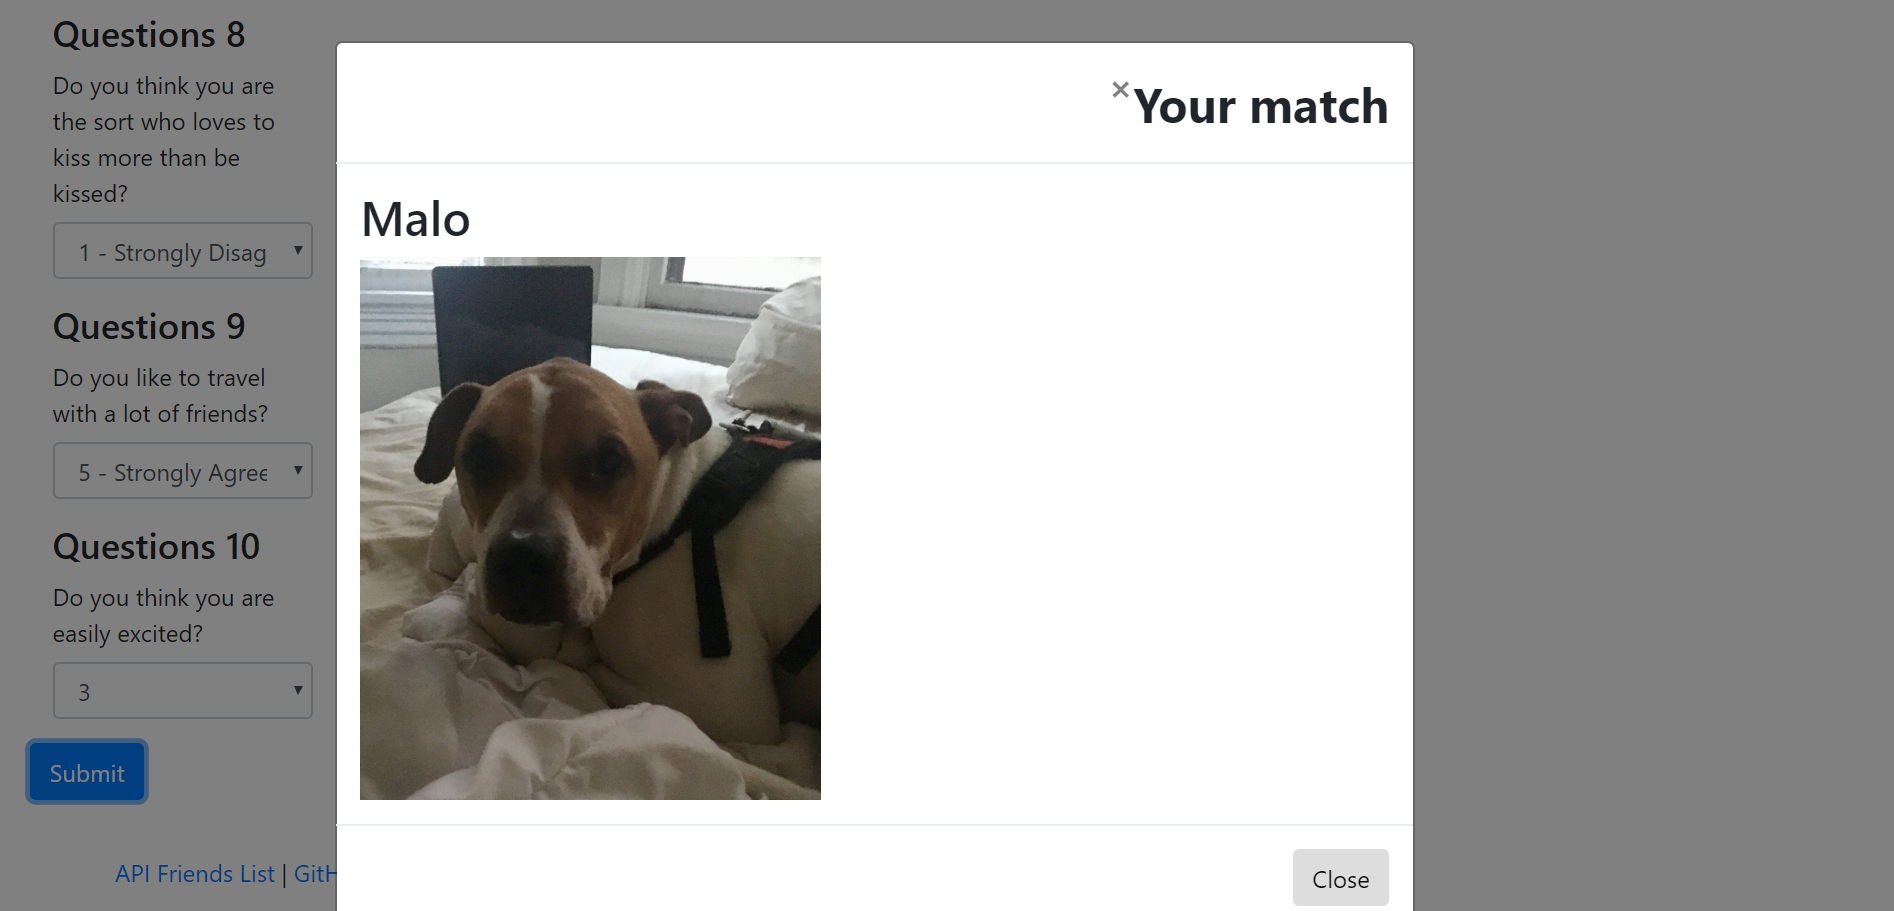 Questions 8
Do you think you are
the sort who loves to
kiss more than be
kissed?
1 - Strongly Disag
Questions 9
Do you like to travel
with a lot of friends?
5 - Strongly Agree
Questions 10
Do you think you are
easily excited?
3
Submit
API Friends List | GitH
×Your match
Malo
Close